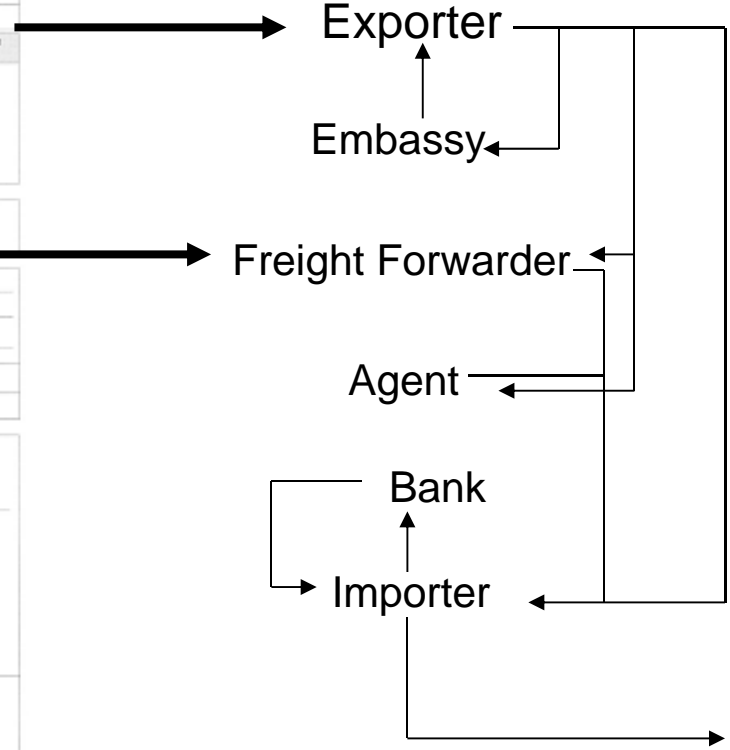 Exporter
Embassy
Freight Forwarder
Agent
Bank
Importer